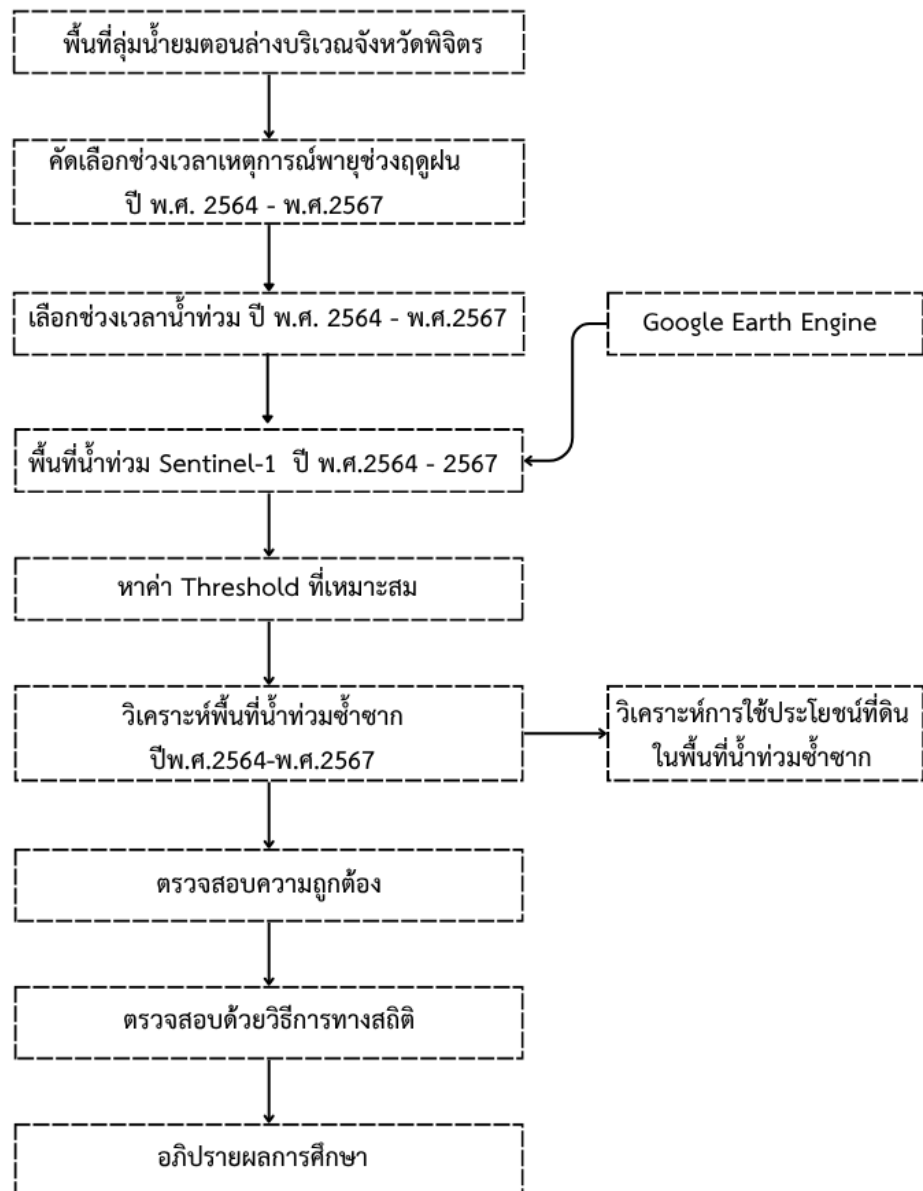 พื้นที่ลุ่มน้ำยมตอนล่างบริเวณจังหวัดพิจิตร
คัดเลือกช่วงเวลาเหตุการณ์พายุช่วงฤดูฝน
ปี พ.ศ. 2564 - พ.ศ.2567
เลือกช่วงเวลาน้ำท่วม ปี พ.ศ. 2564 - พ.ศ.2567
Google Earth Engine
พื้นที่น้ำท่วม Sentinel-1 ปี พ.ศ.2564 - 2567
หาค่า Threshold ที่เหมาะสม
วิเคราะห์พื้นที่น้ำท่วมซ้ำซาก
ปีพ.ศ.2564-พ.ศ.2567
วิเคราะห์การใช้ประโยชน์ที่ดิน
ในพื้นที่น้ำท่วมซ้ำซาก
ตรวจสอบความถูกต้อง
ตรวจสอบด้วยวิธีการทางสถิติ
อภิปรายผลการศึกษา